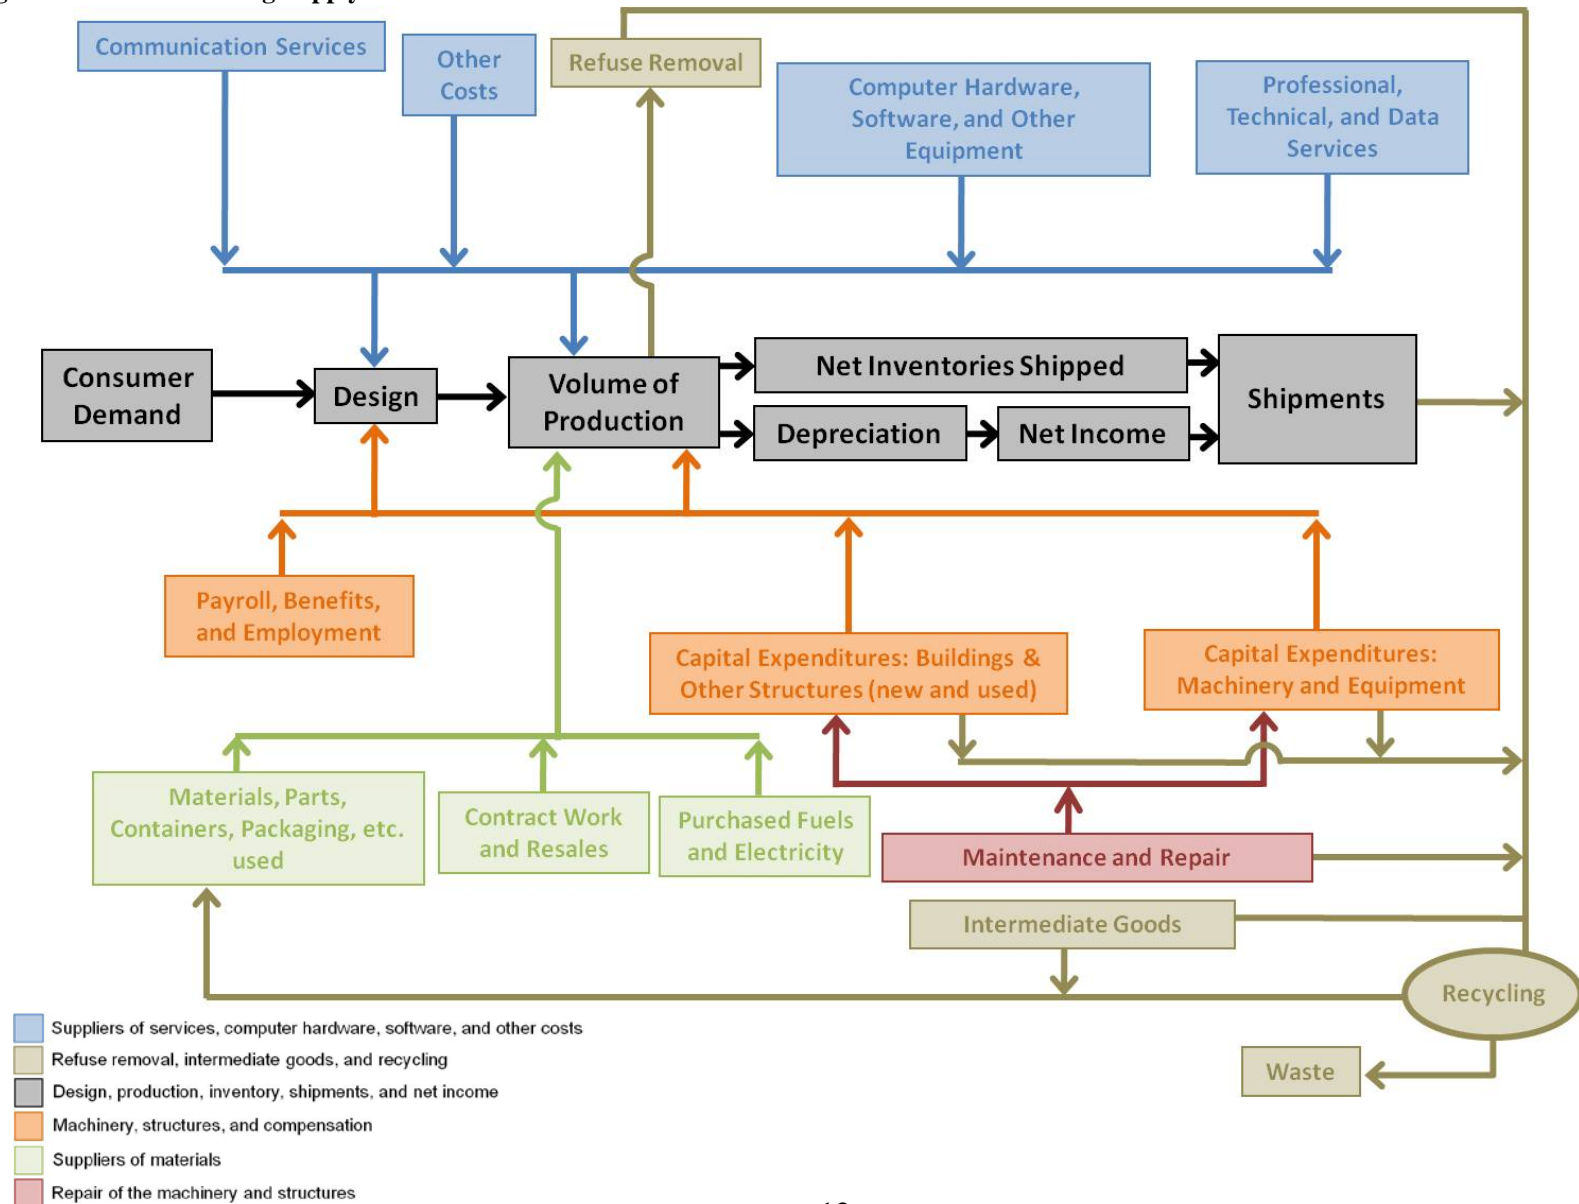 Communication Services
Other
Costs
Refuse Removal
Computer Hardware,
Software, and Other
Equipment
Professional,
Technical, and Data
Services
Consumer
Demand
Design
Volume of
Production
Net Inventories Shipped
Depreciation
Net Income
Shipments
Payroll, Benefits,
and Employment
Capital Expenditures: Buildings &
Other Structures (new and used)
Capital Expenditures:
Machinery and Equipment
Materials, Parts,
Containers, Packaging, etc.
used
Contract Work
and Resales
Purchased Fuels
and Electricity
Maintenance and Repair
Intermediate Goods
Recycling
Waste
Suppliers of services, computer hardware, software, and other costs
Refuse removal, intermediate goods, and recycling
Design, production, inventory, shipments, and net income
Machinery, structures, and compensation
Suppliers of materials
Repair of the machinery and structures